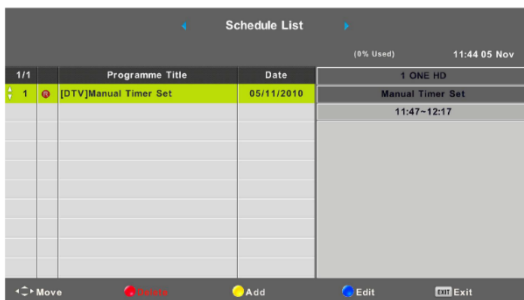 Schedule List
(0% Used) 11:44 05 Nov
1/1 Programme Title Date 1 ONE HD
1 R [DTV]Manual Timer Set 05/11/2010 Manual Timer Set
11:47~12:17
Move Delete Add Edit EXIT Exit